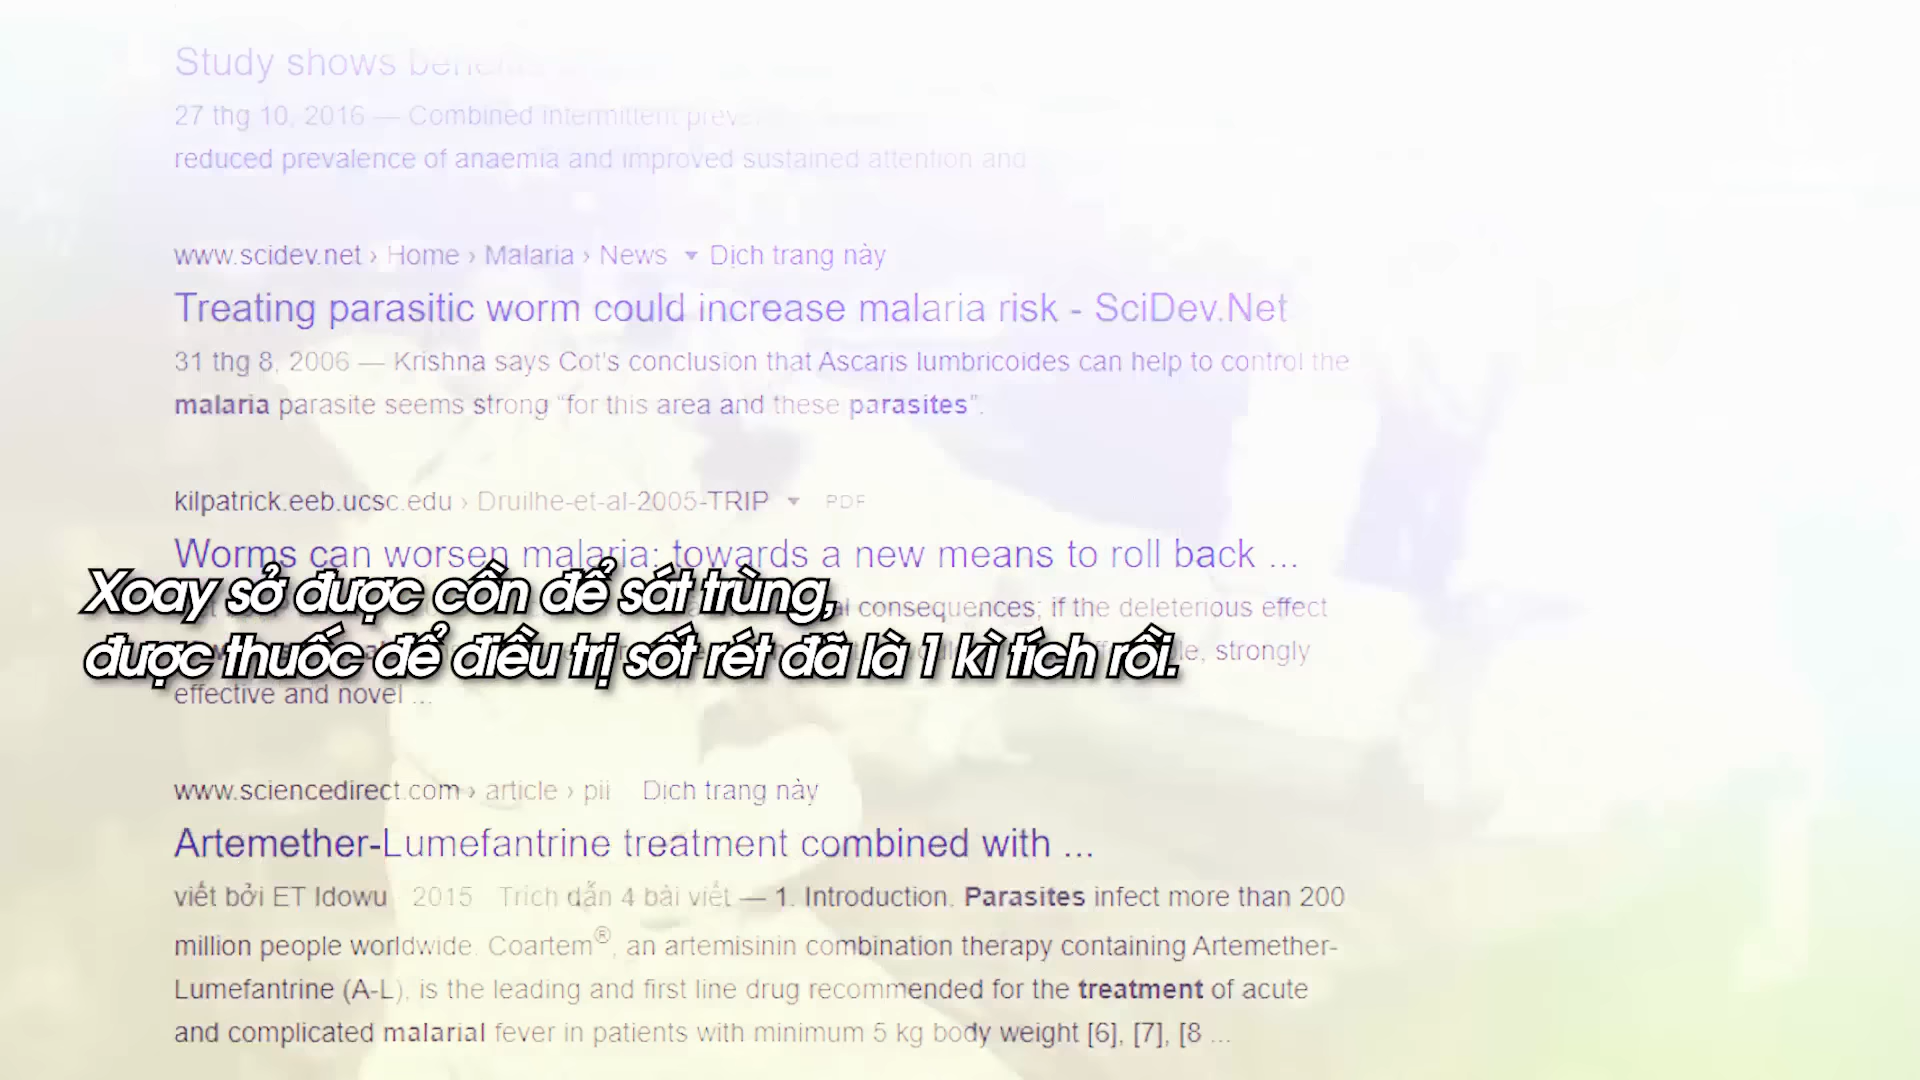 Study shows benefits
27 thg 10, 2016 — Combined intermittent
reduced prevalence of anaemia and improved sustained attention and
www.scidev.net › Home › Malaria › News ▼ Dịch trang này
Treating parasitic worm could increase malaria risk - SciDev.Net
31 thg 8, 2006 — Krishna says Cot's conclusion that Ascaris lumbricoides can help to control the
malaria parasite seems strong "for this area and these parasites".
kilpatrick.eeb.ucsc.edu › Druilhe-et-al-2005-TRIP ▼ PDF
Worms can worsen malaria: towards a new means to roll back ...
Xoay sở được cồn để sát trùng,
consequences; if the deleterious effect
được thuốc để điều trị sốt rét đã là 1 kì tích rồi.
strongly
effective and novel ...
www.sciencedirect.com › article › pii Dịch trang này
Artemether-Lumefantrine treatment combined with ...
viết bởi ET Idowu 2015 Trích dẫn 4 bài viết — 1. Introduction. Parasites infect more than 200
million people worldwide. Coartem®, an artemisinin combination therapy containing Artemether-
Lumefantrine (A-L), is the leading and first line drug recommended for the treatment of acute
and complicated malarial fever in patients with minimum 5 kg body weight [6], [7], [8 ...